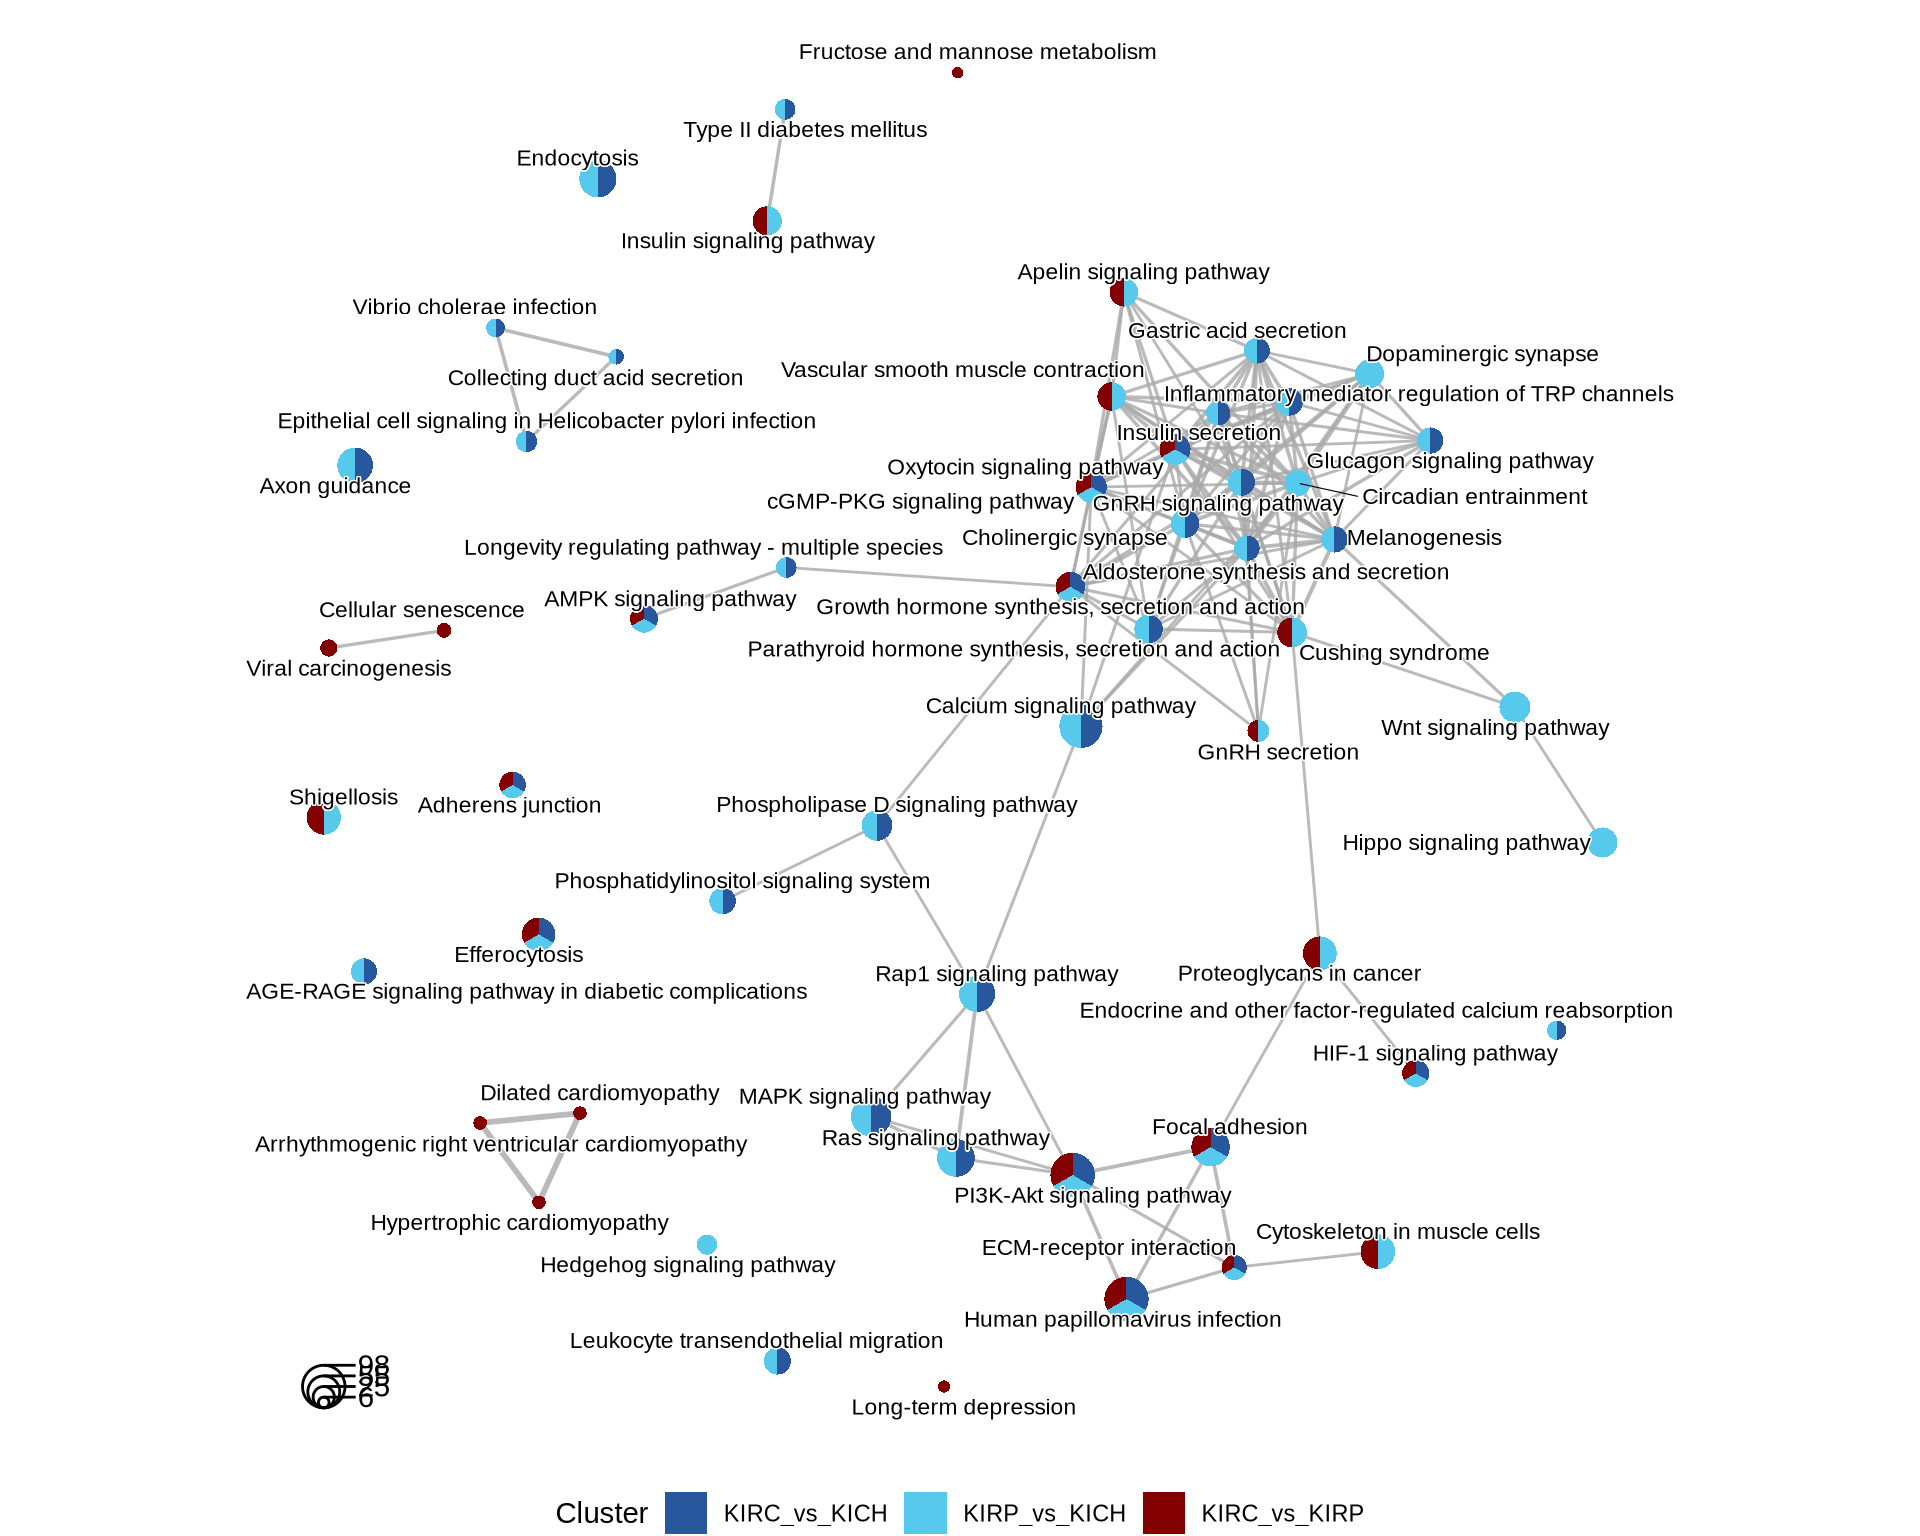 Fructose and mannose metabolism
Type II diabetes mellitus
Endocytosis
Insulin signaling pathway
Apelin signaling pathway
Vibrio cholerae infection
Gastric acid secretion
Dopaminergic synapse
Vascular smooth muscle contraction
Collecting duct acid secretion
Inflammatory mediator regulation of TRP channels
Epithelial cell signaling in Helicobacter pylori infection
Insulin secretion
Glucagon signaling pathway
Oxytocin signaling pathway
Axon guidance
Circadian entrainment
cGMP-PKG signaling pathway
GnRH signaling pathway
Cholinergic synapse
Melanogenesis
Longevity regulating pathway - multiple species
Aldosterone synthesis and secretion
AMPK signaling pathway
Growth hormone synthesis, secretion and action
Cellular senescence
Parathyroid hormone synthesis, secretion and action
Cushing syndrome
Viral carcinogenesis
Calcium signaling pathway
Wnt signaling pathway
GnRH secretion
Shigellosis
Adherens junction
Phospholipase D signaling pathway
Hippo signaling pathway
Phosphatidylinositol signaling system
Efferocytosis
Rap1 signaling pathway
Proteoglycans in cancer
AGE-RAGE signaling pathway in diabetic complications
Endocrine and other factor-regulated calcium reabsorption
HIF-1 signaling pathway
Dilated cardiomyopathy
MAPK signaling pathway
Focal adhesion
Ras signaling pathway
Arrhythmogenic right ventricular cardiomyopathy
PI3K-Akt signaling pathway
Hypertrophic cardiomyopathy
Cytoskeleton in muscle cells
ECM-receptor interaction
Hedgehog signaling pathway
Human papillomavirus infection
Leukocyte transendothelial migration
98
25
6
Long-term depression
Cluster KIRC_vs_KICH KIRP_vs_KICH KIRC_vs_KIRP